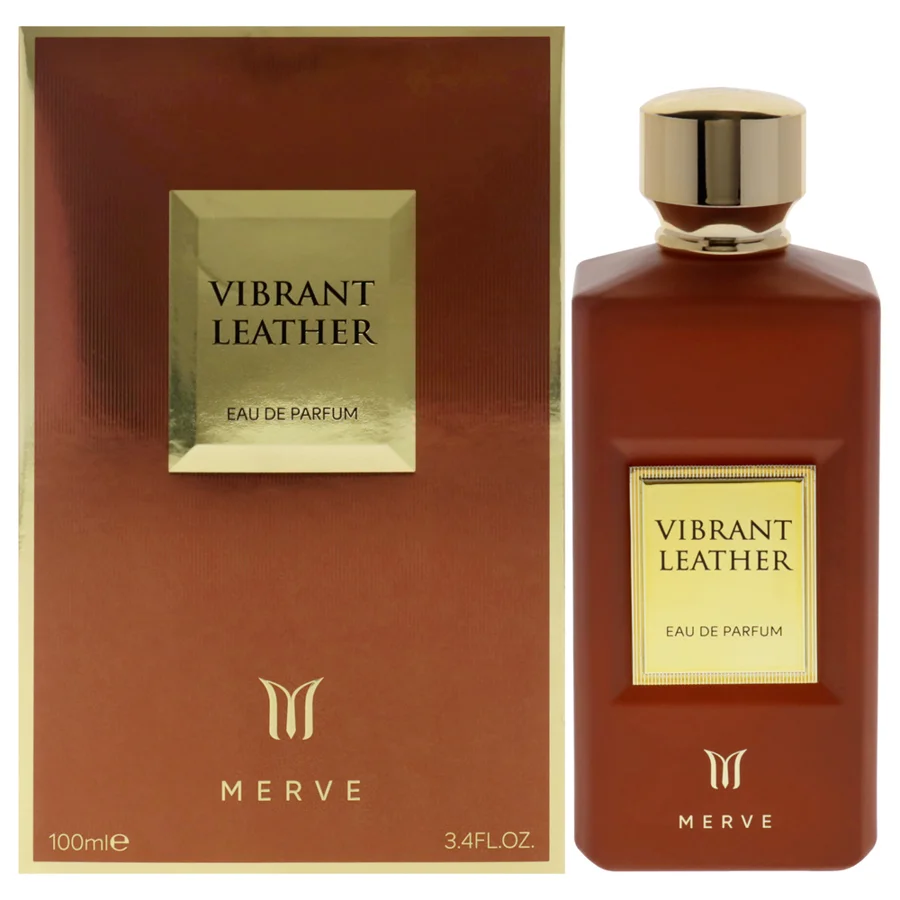 VIBRANT
LEATHER
EAU DE PARFUM
MERVE
100ml℮
3.4FL.OZ.
VIBRANT
LEATHER
EAU DE PARFUM
MERVE